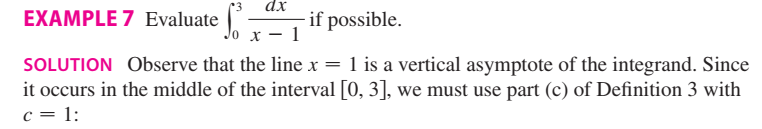 EXAMPLE 7 Evaluate ∫₀³ dx/(x − 1) if possible.
SOLUTION Observe that the line x = 1 is a vertical asymptote of the integrand. Since
it occurs in the middle of the interval [0, 3], we must use part (c) of Definition 3 with
c = 1: